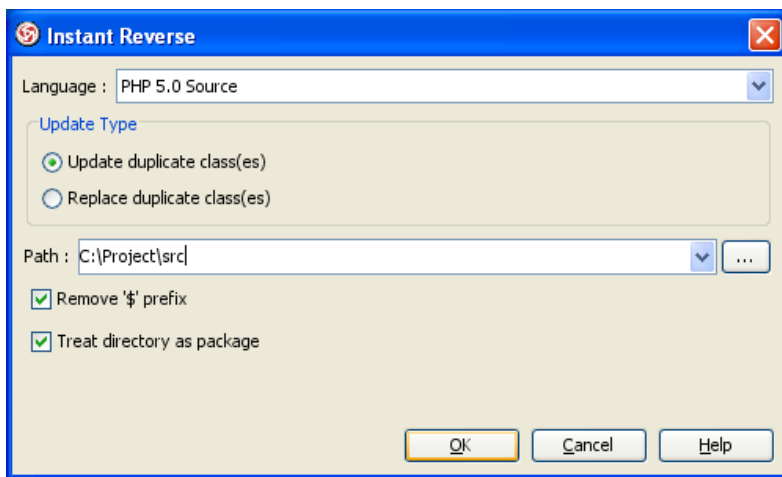 Instant Reverse
Language : PHP 5.0 Source
Update Type
Update duplicate class(es)
Replace duplicate class(es)
Path : C:\Project\src ...
Remove '$' prefix
Treat directory as package
OK Cancel Help